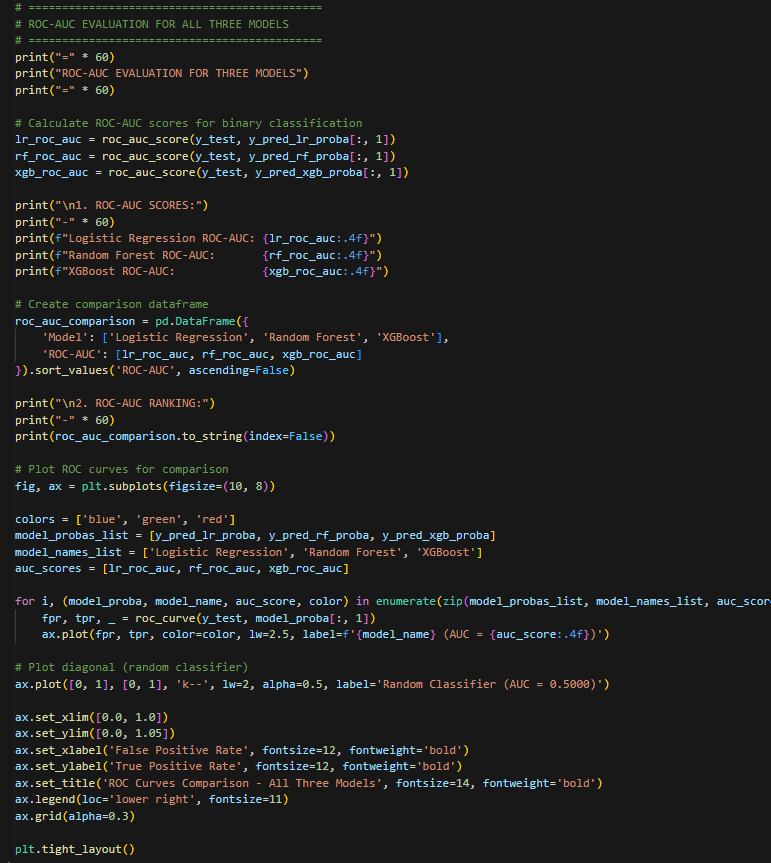 # =============================================
# ROC-AUC EVALUATION FOR ALL THREE MODELS
# =============================================
print("=" * 60)
print("ROC-AUC EVALUATION FOR THREE MODELS")
print("=" * 60)

# Calculate ROC-AUC scores for binary classification
lr_roc_auc = roc_auc_score(y_test, y_pred_lr_proba[:, 1])
rf_roc_auc = roc_auc_score(y_test, y_pred_rf_proba[:, 1])
xgb_roc_auc = roc_auc_score(y_test, y_pred_xgb_proba[:, 1])

print("\n1. ROC-AUC SCORES:")
print("-" * 60)
print(f"Logistic Regression ROC-AUC: {lr_roc_auc:.4f}")
print(f"Random Forest ROC-AUC:       {rf_roc_auc:.4f}")
print(f"XGBoost ROC-AUC:             {xgb_roc_auc:.4f}")

# Create comparison dataframe
roc_auc_comparison = pd.DataFrame({
    'Model': ['Logistic Regression', 'Random Forest', 'XGBoost'],
    'ROC-AUC': [lr_roc_auc, rf_roc_auc, xgb_roc_auc]
}).sort_values('ROC-AUC', ascending=False)

print("\n2. ROC-AUC RANKING:")
print("-" * 60)
print(roc_auc_comparison.to_string(index=False))

# Plot ROC curves for comparison
fig, ax = plt.subplots(figsize=(10, 8))

colors = ['blue', 'green', 'red']
model_probas_list = [y_pred_lr_proba, y_pred_rf_proba, y_pred_xgb_proba]
model_names_list = ['Logistic Regression', 'Random Forest', 'XGBoost']
auc_scores = [lr_roc_auc, rf_roc_auc, xgb_roc_auc]

for i, (model_proba, model_name, auc_score, color) in enumerate(zip(model_probas_list, model_names_list, auc_scor
    fpr, tpr, _ = roc_curve(y_test, model_proba[:, 1])
    ax.plot(fpr, tpr, color=color, lw=2.5, label=f'{model_name} (AUC = {auc_score:.4f})')

# Plot diagonal (random classifier)
ax.plot([0, 1], [0, 1], 'k--', lw=2, alpha=0.5, label='Random Classifier (AUC = 0.5000)')

ax.set_xlim([0.0, 1.0])
ax.set_ylim([0.0, 1.05])
ax.set_xlabel('False Positive Rate', fontsize=12, fontweight='bold')
ax.set_ylabel('True Positive Rate', fontsize=12, fontweight='bold')
ax.set_title('ROC Curves Comparison - All Three Models', fontsize=14, fontweight='bold')
ax.legend(loc='lower right', fontsize=11)
ax.grid(alpha=0.3)

plt.tight_layout()